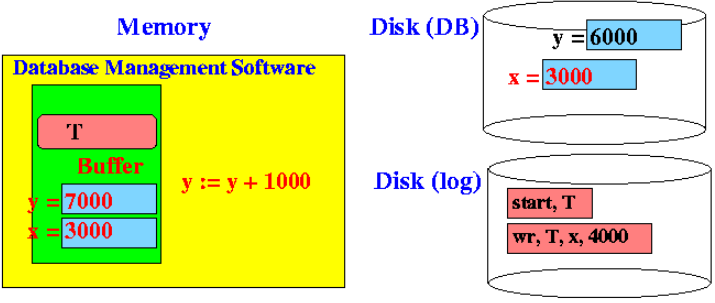 Memory
Disk (DB)
y = 6000
x = 3000
Database Management Software
T
Buffer
y = 7000
x = 3000
y := y + 1000
Disk (log)
start, T
wr, T, x, 4000